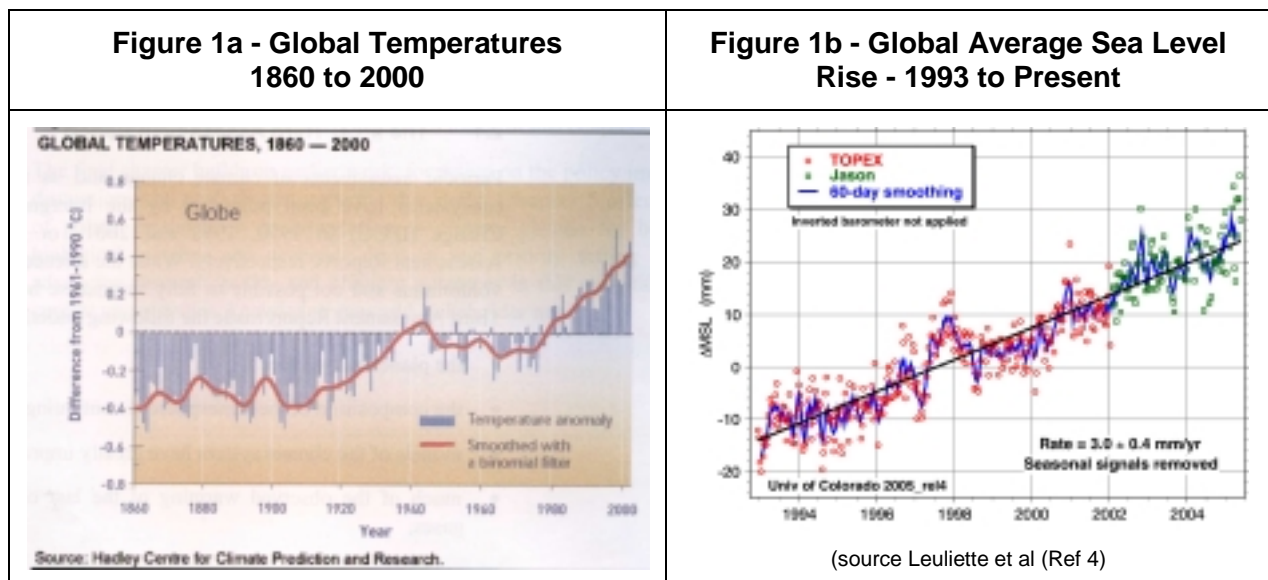 Figure 1a - Global Temperatures
1860 to 2000
Figure 1b - Global Average Sea Level
Rise - 1993 to Present
GLOBAL TEMPERATURES, 1860 — 2000
Difference from 1961-1990 °C)
0.8
0.6
0.4
0.2
0
-0.2
-0.4
-0.6
-0.8
Globe
Temperature anomaly
Smoothed with
a binomial filter
1860
1880
1900
1920
1940
1960
1980
2000
Year
Source: Hadley Centre for Climate Prediction and Research.
ΔMSL (mm)
40
30
20
10
0
-10
-20
TOPEX
Jason
60-day smoothing
Inverted barometer not applied
Rate = 3.0 ± 0.4 mm/yr
Seasonal signals removed
Univ of Colorado 2005_rel4
1994
1996
1998
2000
2002
2004
(source Leuliette et al (Ref 4)